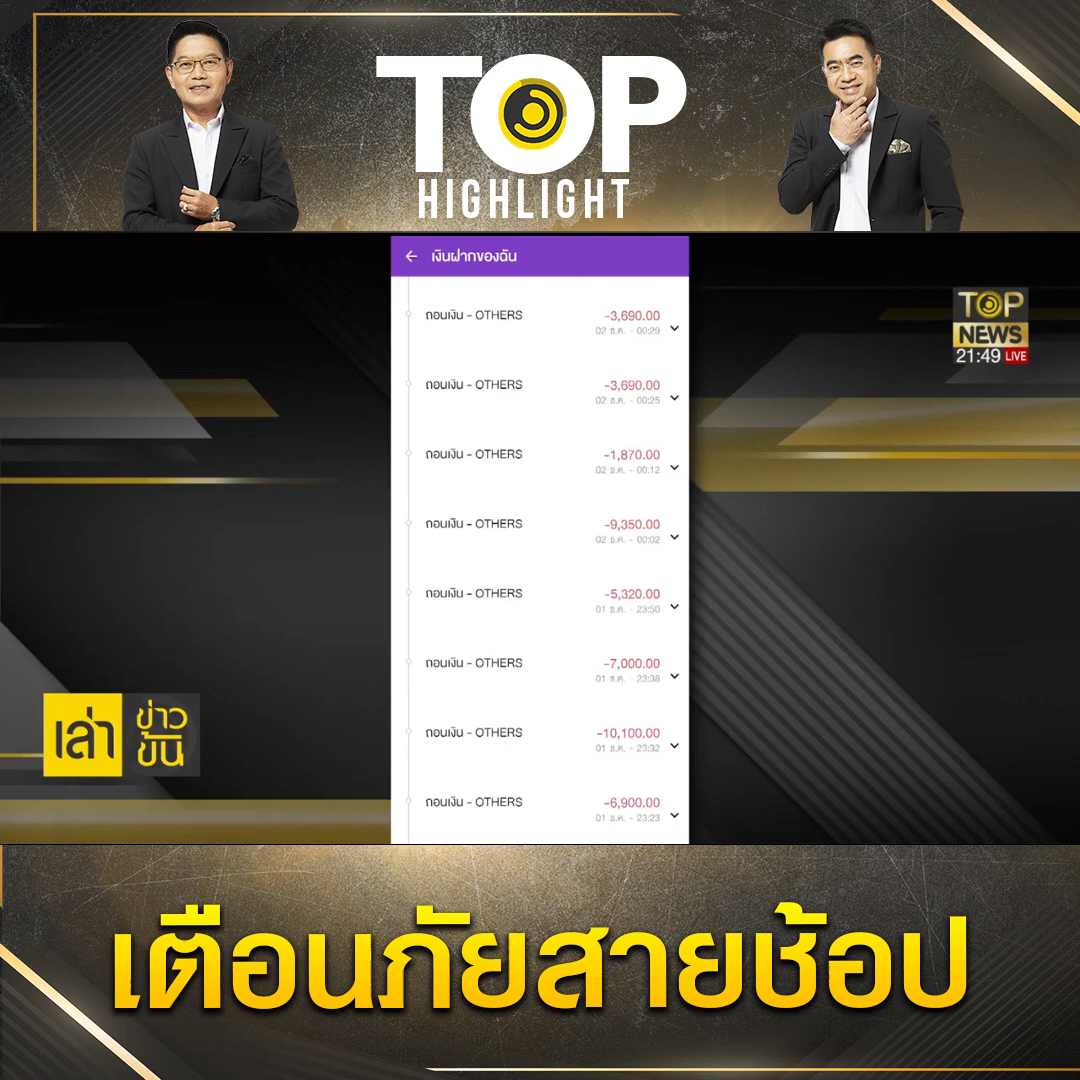 TOP
HIGHLIGHT
เงินฝากของฉัน
ถอนเงิน - OTHERS -3,690.00
02 ธ.ค. - 00:29
ถอนเงิน - OTHERS -3,690.00
02 ธ.ค. - 00:25
ถอนเงิน - OTHERS -1,870.00
02 ธ.ค. - 00:12
ถอนเงิน - OTHERS -9,350.00
02 ธ.ค. - 00:02
ถอนเงิน - OTHERS -5,320.00
01 ธ.ค. - 23:50
ถอนเงิน - OTHERS -7,000.00
01 ธ.ค. - 23:38
ถอนเงิน - OTHERS -10,100.00
01 ธ.ค. - 23:32
ถอนเงิน - OTHERS -6,900.00
01 ธ.ค. - 23:23
TOP
NEWS
21:49 LIVE
เล่า
ข่าว
ข้น
เตือนภัยสายช้อป